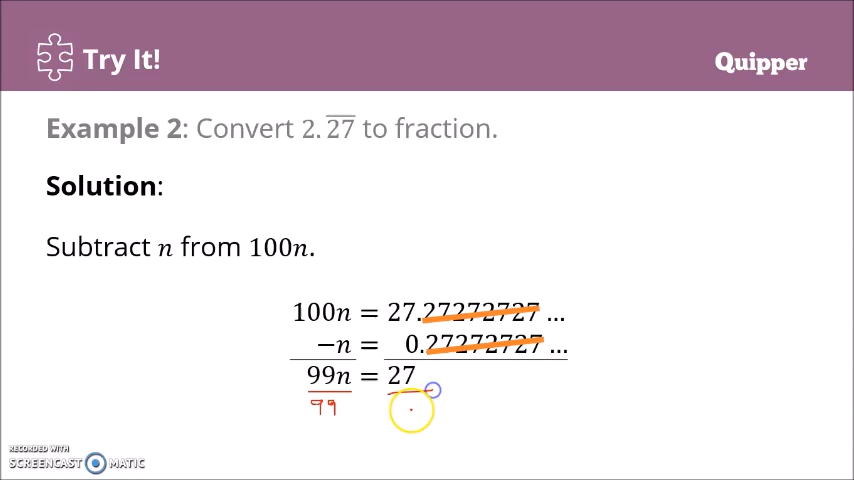 Try It!
Quipper
Example 2: Convert 2.\overline{27} to fraction.
Solution:
Subtract n from 100n.
100n = 27.27272727 ...
−n = 0.27272727 ...
99n = 27
99
RECORDED WITH
SCREENCAST MATIC